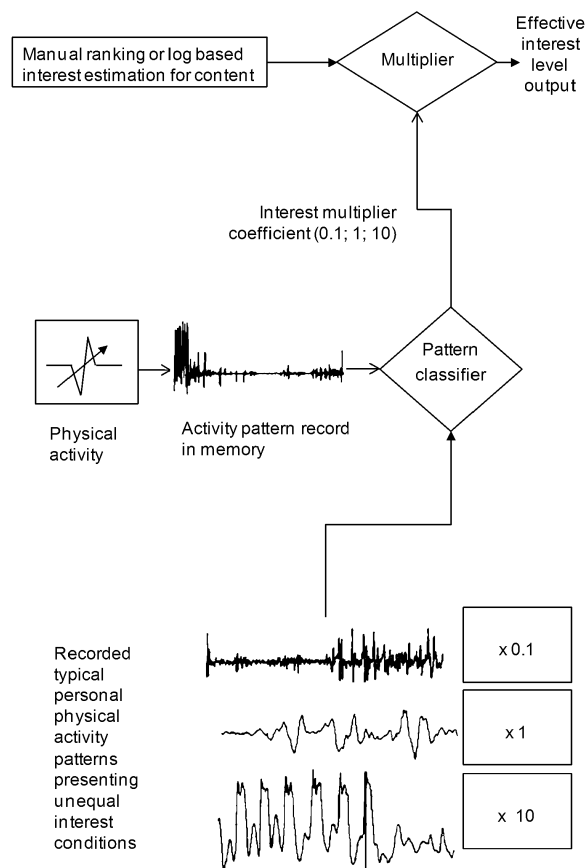 Manual ranking or log based
interest estimation for content
Multiplier
Effective
interest
level
output
Interest multiplier
coefficient (0.1; 1; 10)
Pattern
classifier
Physical
activity
Activity pattern record
in memory
Recorded
typical
personal
physical
activity
patterns
presenting
unequal
interest
conditions
x 0.1
x 1
x 10